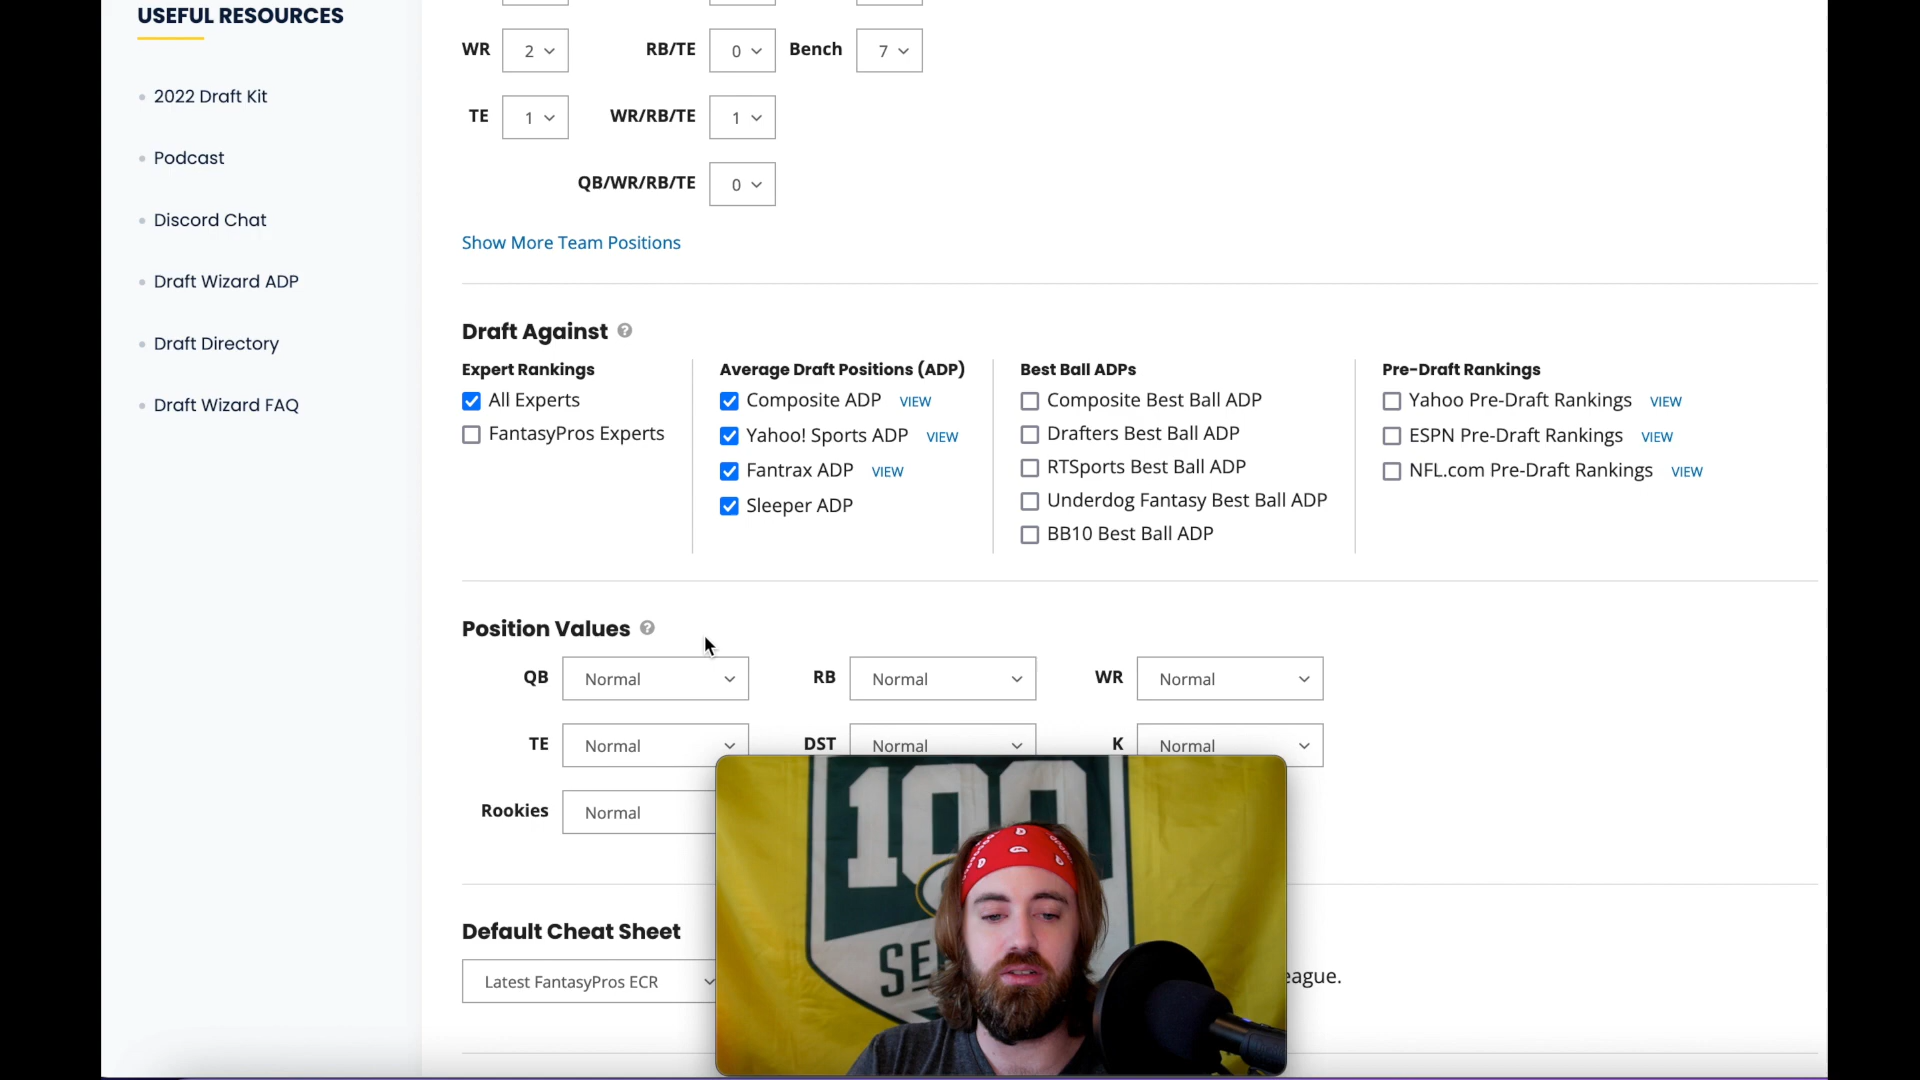 USEFUL RESOURCES
2022 Draft Kit
Podcast
Discord Chat
Draft Wizard ADP
Draft Directory
Draft Wizard FAQ
WR 2 RB/TE 0 Bench 7
TE 1 WR/RB/TE 1
QB/WR/RB/TE 0
Show More Team Positions
Draft Against ?
Expert Rankings
All Experts
FantasyPros Experts
Average Draft Positions (ADP)
Composite ADP VIEW
Yahoo! Sports ADP VIEW
Fantrax ADP VIEW
Sleeper ADP
Best Ball ADPs
Composite Best Ball ADP
Drafters Best Ball ADP
RTSports Best Ball ADP
Underdog Fantasy Best Ball ADP
BB10 Best Ball ADP
Pre-Draft Rankings
Yahoo Pre-Draft Rankings VIEW
ESPN Pre-Draft Rankings VIEW
NFL.com Pre-Draft Rankings VIEW
Position Values ?
QB Normal RB Normal WR Normal
TE Normal DST Normal K Normal
Rookies Normal
Default Cheat Sheet
Latest FantasyPros ECR
eague.
100
SE